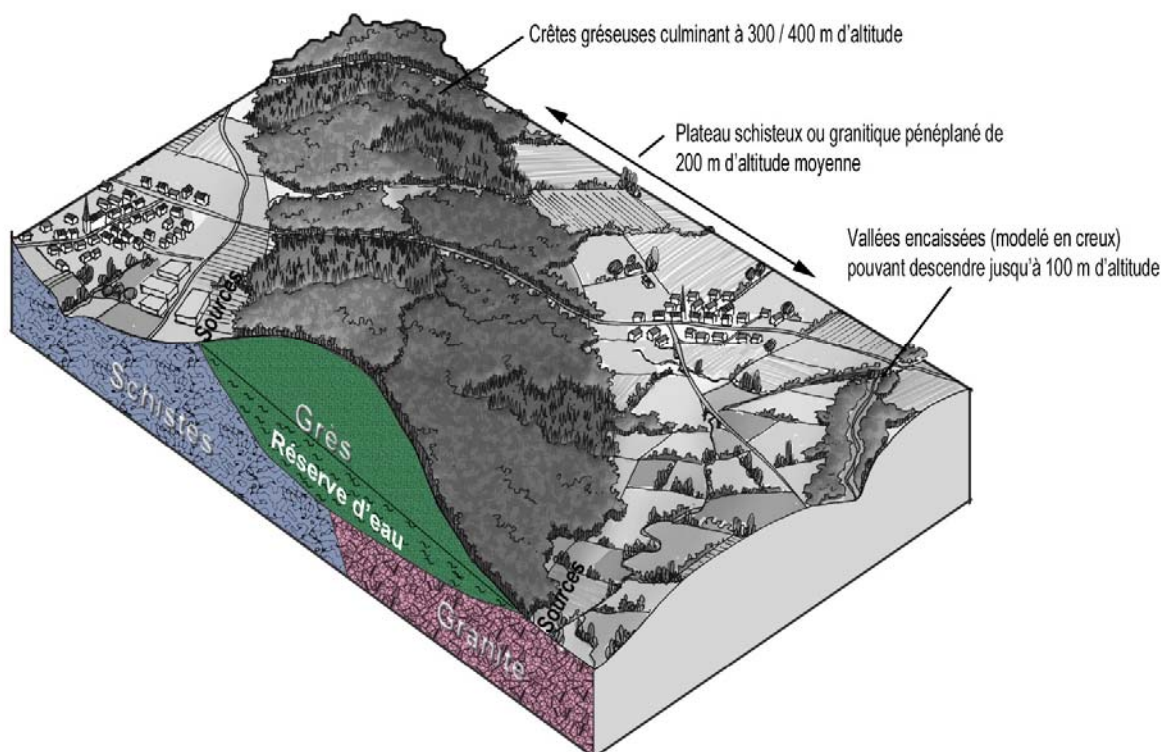 Crêtes gréseuses culminant à 300 / 400 m d'altitude
Plateau schisteux ou granitique pénéplané de
200 m d'altitude moyenne
Vallées encaissées (modelé en creux)
pouvant descendre jusqu'à 100 m d'altitude
Sources
Schistes
Grès
Réserve d'eau
Granite
Sources